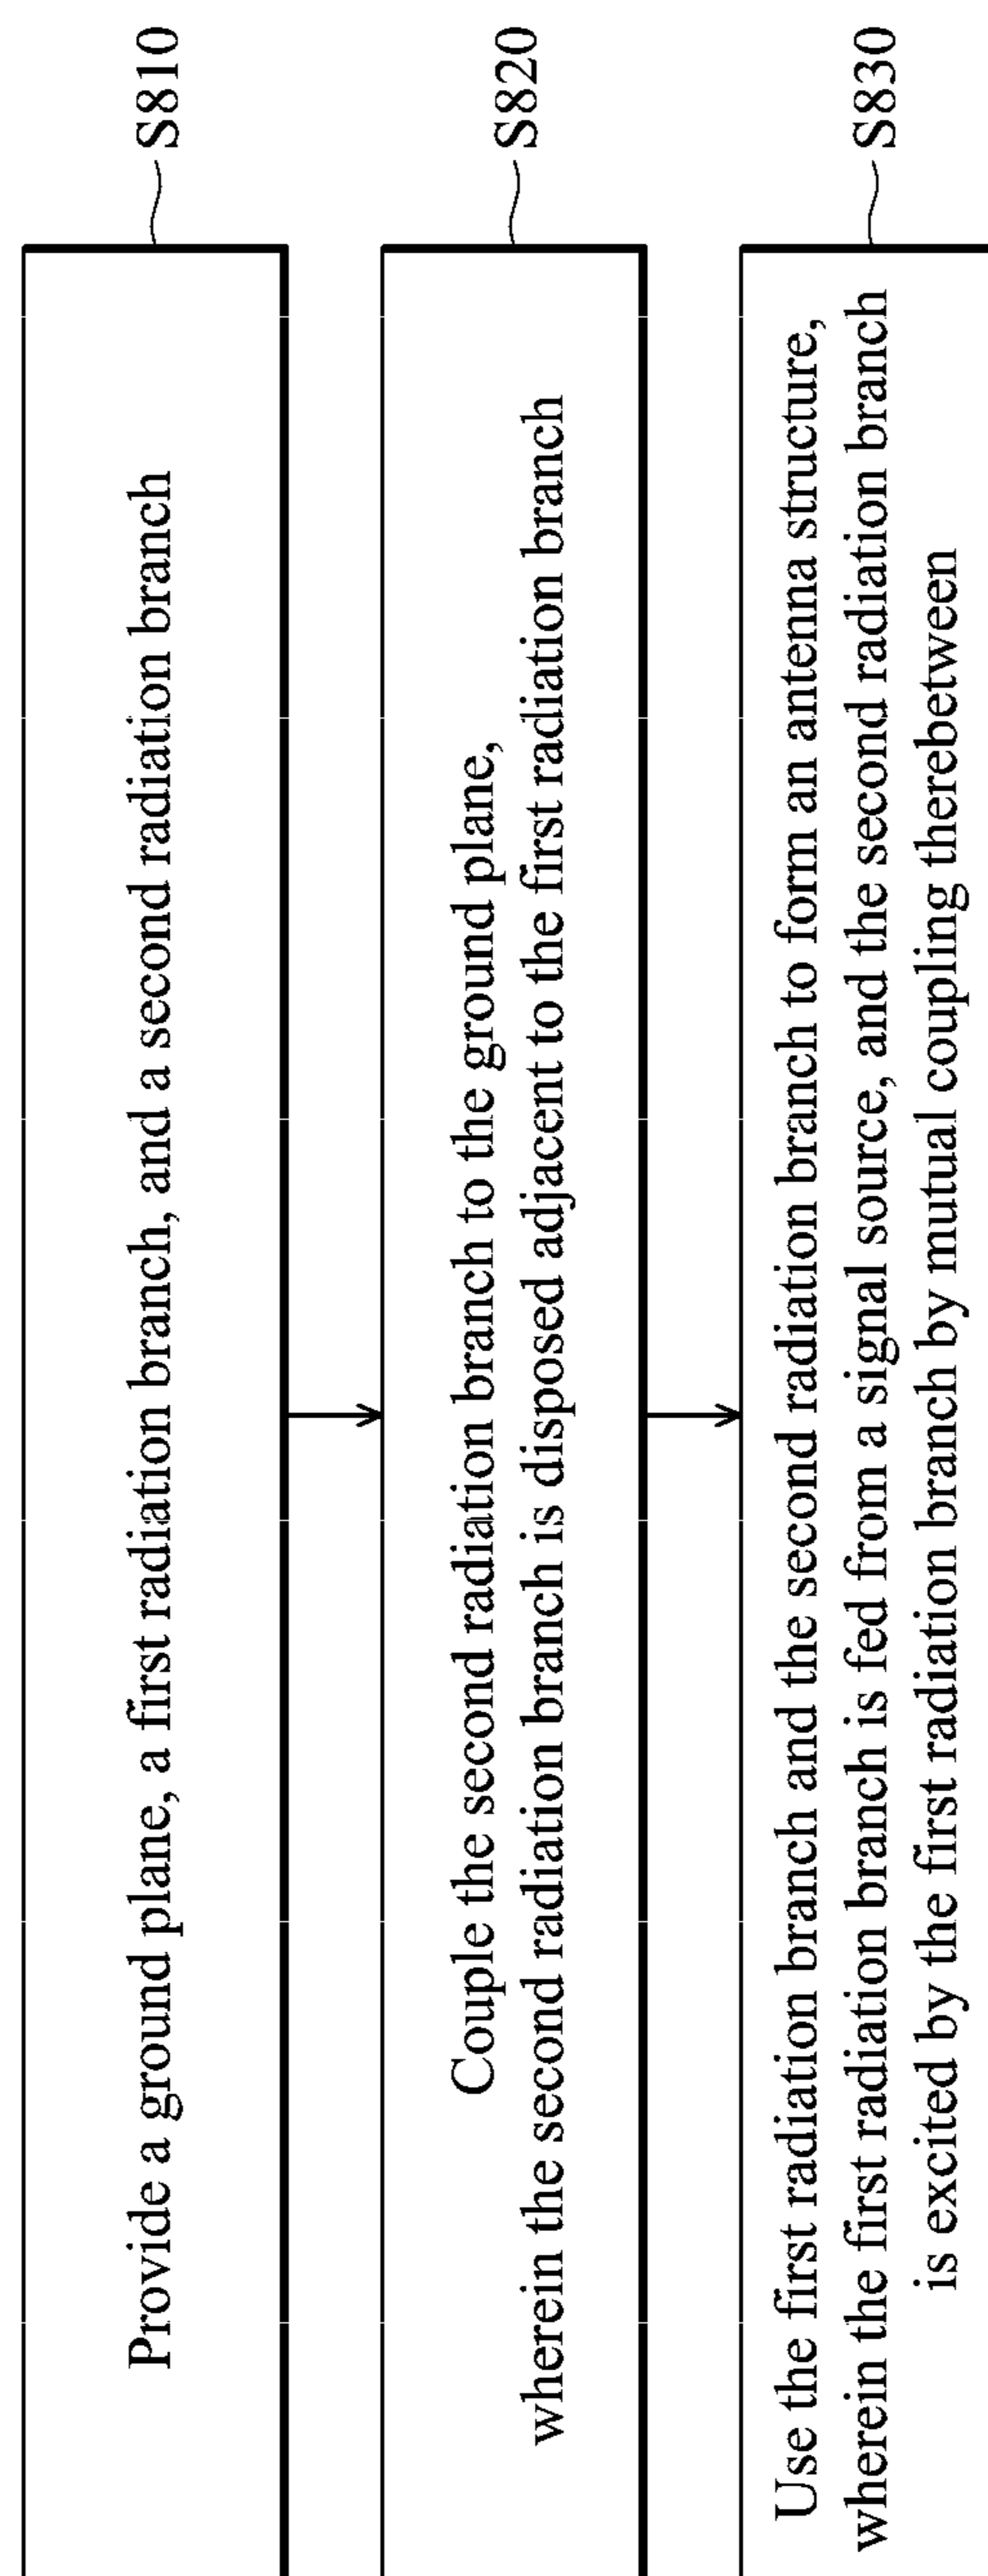 Provide a ground plane, a first radiation branch, and a second radiation branch
S810
Couple the second radiation branch to the ground plane,
wherein the second radiation branch is disposed adjacent to the first radiation branch
S820
Use the first radiation branch and the second radiation branch to form an antenna structure,
wherein the first radiation branch is fed from a signal source, and the second radiation branch
is excited by the first radiation branch by mutual coupling therebetween
S830